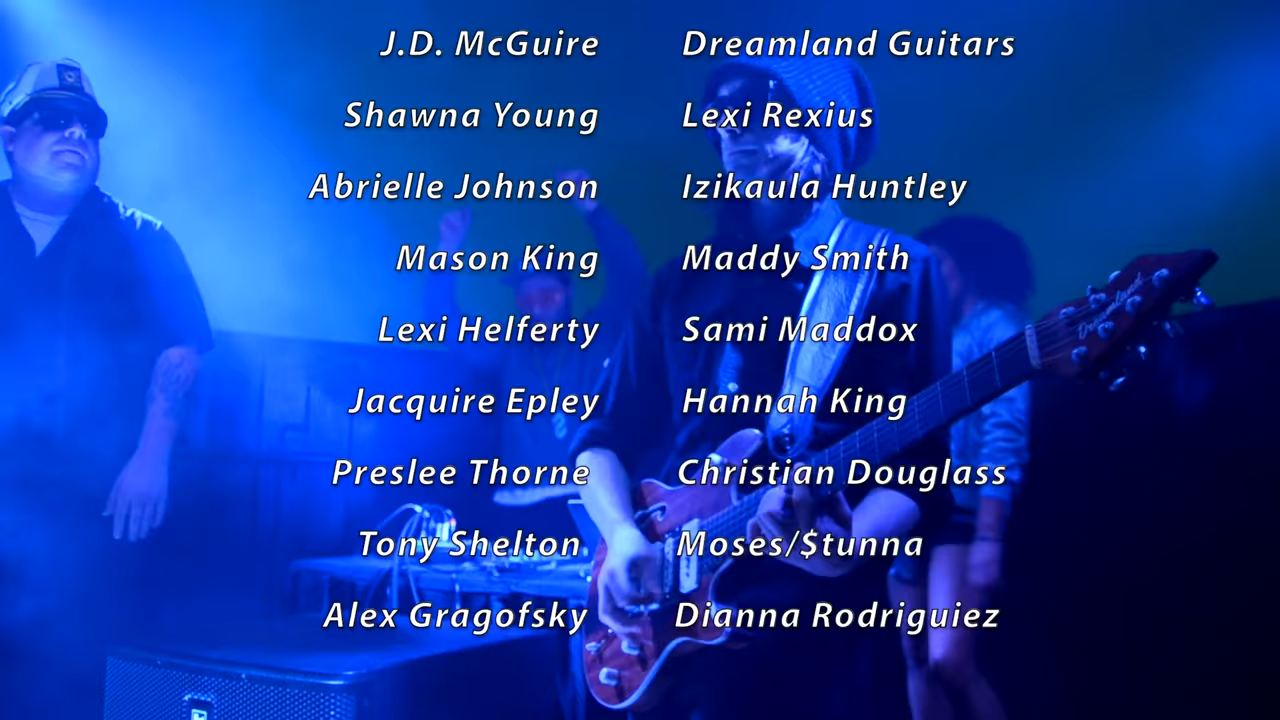 J.D. McGuire Dreamland Guitars
Shawna Young Lexi Rexius
Abrielle Johnson Izikaula Huntley
Mason King Maddy Smith
Lexi Helferty Sami Maddox
Jacquire Epley Hannah King
Preslee Thorne Christian Douglass
Tony Shelton Moses/$tunna
Alex Gragofsky Dianna Rodriguiez
Dreamland